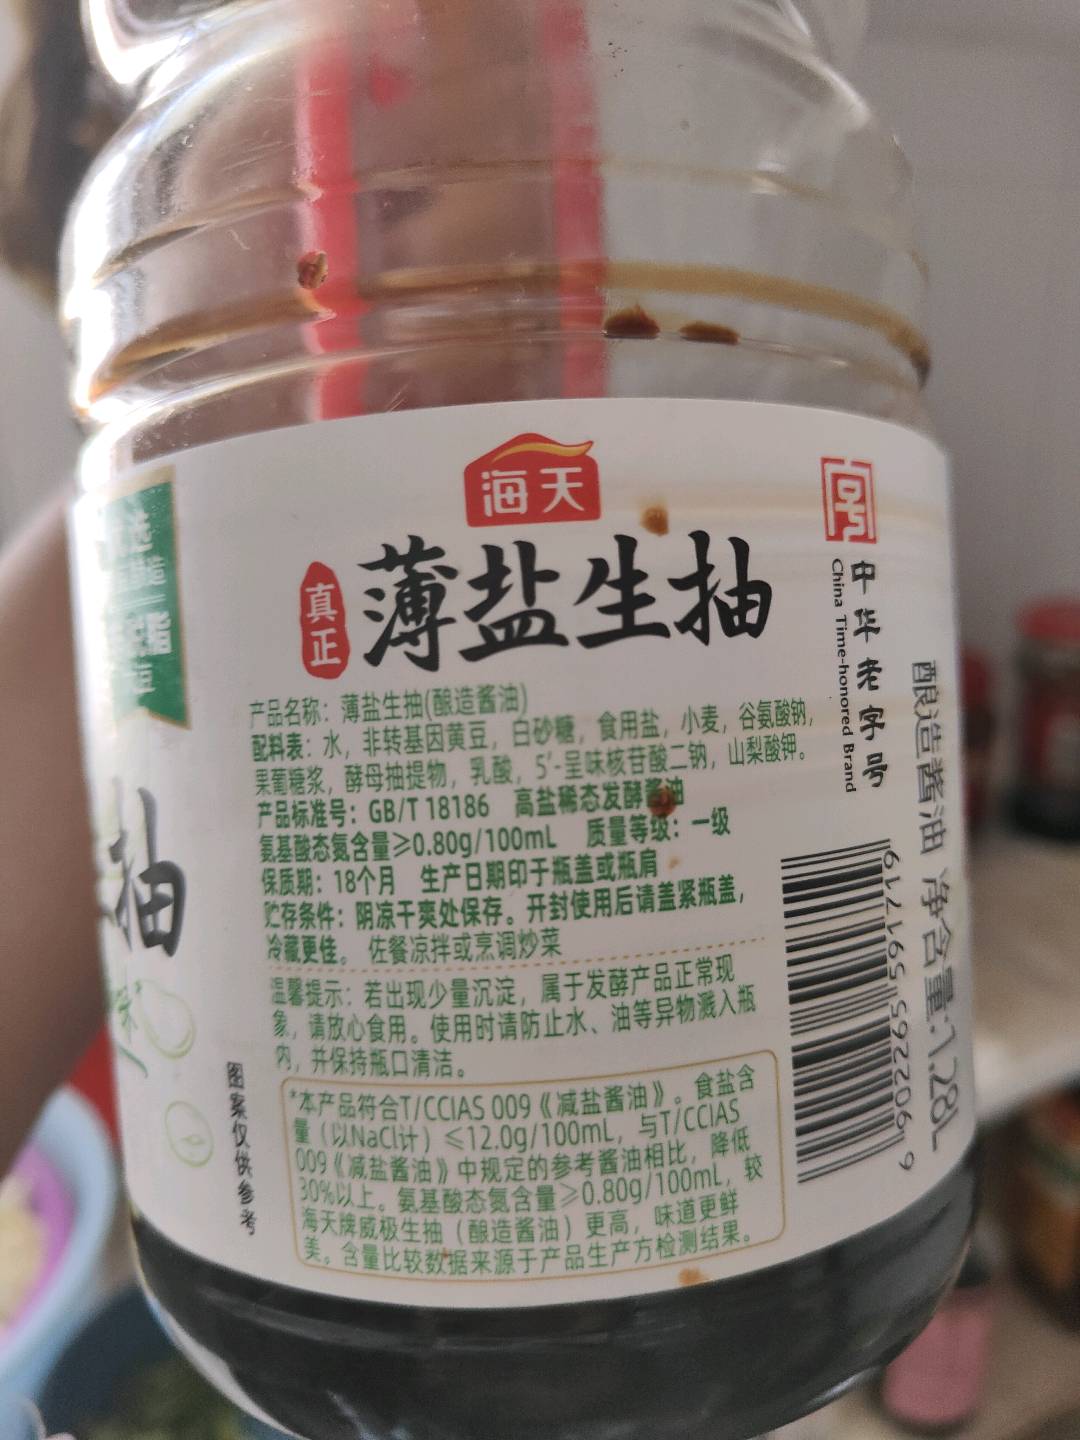 海天
真正
薄盐生抽
产品名称：薄盐生抽(酿造酱油)
配料表：水，非转基因黄豆，白砂糖，食用盐，小麦，谷氨酸钠，
果葡糖浆，酵母抽提物，乳酸，5'-呈味核苷酸二钠，山梨酸钾。
产品标准号：GB/T 18186 高盐稀态发酵酱油
氨基酸态氮含量≥0.80g/100mL 质量等级：一级
保质期：18个月 生产日期印于瓶盖或瓶肩
贮存条件：阴凉干爽处保存。开封使用后请盖紧瓶盖，
冷藏更佳。 佐餐凉拌或烹调炒菜
温馨提示：若出现少量沉淀，属于发酵产品正常现
象，请放心食用。使用时请防止水、油等异物溅入瓶
内，并保持瓶口清洁。
*本产品符合T/CCIAS 009《减盐酱油》。食盐含
量（以NaCl计）≤12.0g/100mL，与T/CCIAS
009《减盐酱油》中规定的参考酱油相比，降低
30%以上。氨基酸态氮含量≥0.80g/100mL，较
海天牌威极生抽（酿造酱油）更高，味道更鲜
美。含量比较数据来源于产品生产方检测结果。
图案仅供参考
中华老字号
China Time-honored Brand
酿造酱油 净含量:1.28L
6902265591719
抽
脂
豆